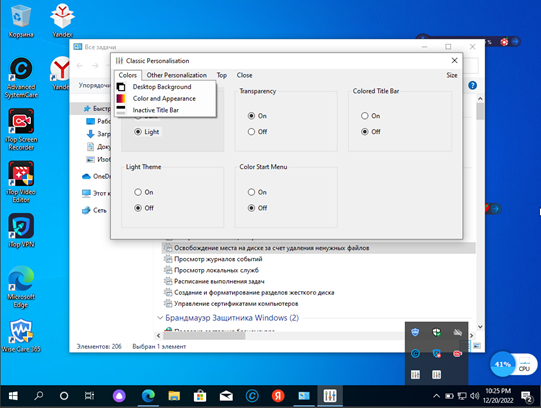 Корзина
Yandex
Advanced
SystemCare
iTop Screen
Recorder
iTop Video
Editor
iTop VPN
Microsoft
Edge
Wise Care 365
Все задачи
Упорядочи
Быстр
Рабо
Загр
Доку
Изоб
OneD
Этот
Сеть
Classic Personalisation
Colors Other Personalization Top Close Size
Desktop Background
Color and Appearance
Inactive Title Bar
Light
Transparency
On
Off
Colored Title Bar
On
Off
Light Theme
On
Off
Color Start Menu
On
Off
Освобождение места на диске за счет удаления ненужных файлов
Просмотр журналов событий
Просмотр локальных служб
Расписание выполнения задач
Создание и форматирование разделов жесткого диска
Управление сертификатами компьютеров
Брандмауэр Защитника Windows (2)
Элементов: 206 Выбран 1 элемент
41% CPU
10:25 PM
12/20/2022